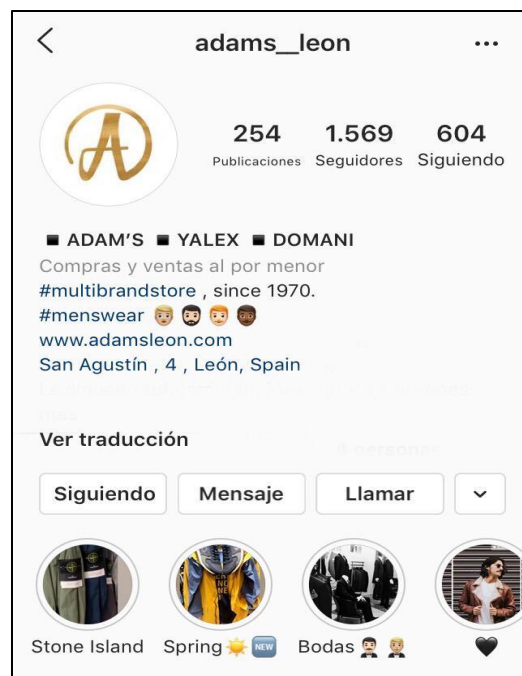 adams__leon
254 1.569 604
Publicaciones Seguidores Siguiendo
▪ ADAM'S ▪ YALEX ▪ DOMANI
Compras y ventas al por menor
#multibrandstore , since 1970.
#menswear 👨🏼 🧔🏻 👨🏼‍🦰 🧔🏾
www.adamsleon.com
San Agustín , 4 , León, Spain
Ver traducción
Siguiendo Mensaje Llamar
Stone Island Spring☀️ 🆕 Bodas 🤵🏻 🤵🏼 🖤